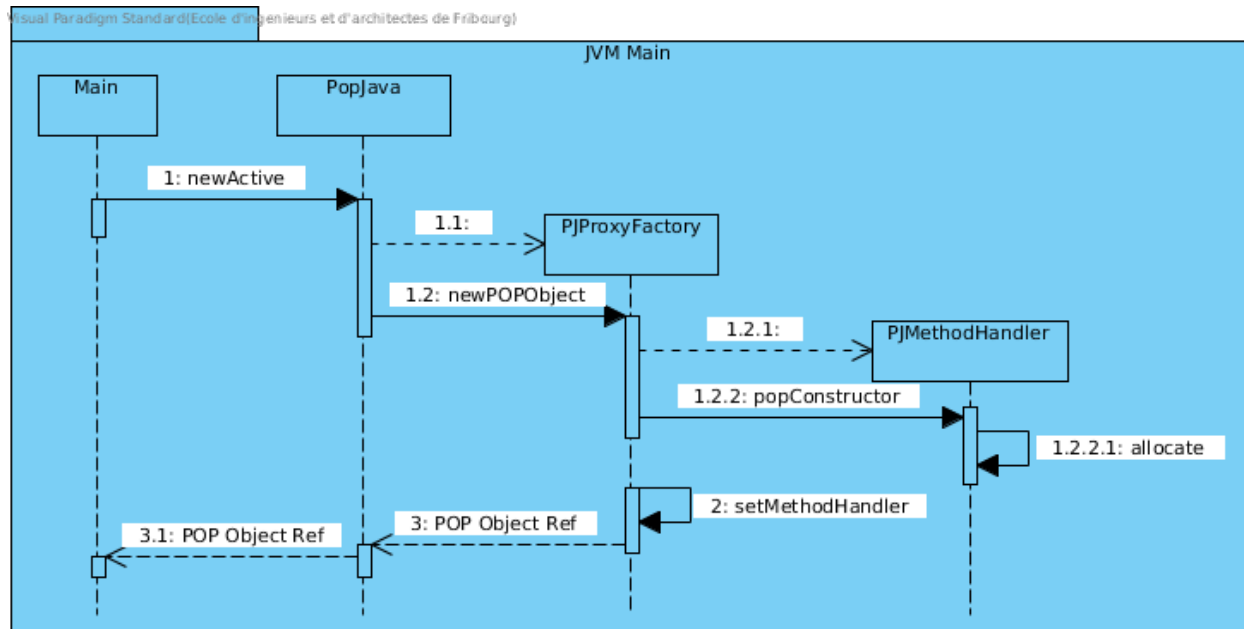 Visual Paradigm Standard(Ecole d'ingenieurs et d'architectes de Fribourg)
JVM Main
Main
PopJava
1: newActive
1.1:
PJProxyFactory
1.2: newPOPObject
1.2.1:
PJMethodHandler
1.2.2: popConstructor
1.2.2.1: allocate
2: setMethodHandler
3: POP Object Ref
3.1: POP Object Ref